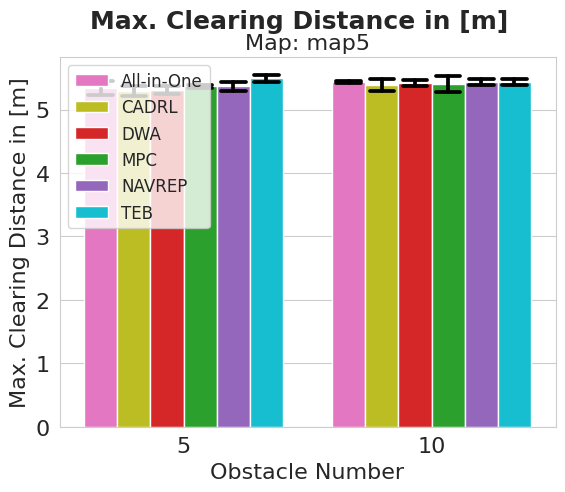 Max. Clearing Distance in [m]
Map: map5
Max. Clearing Distance in [m]
5
4
3
2
1
0
All-in-One
CADRL
DWA
MPC
NAVREP
TEB
5
10
Obstacle Number